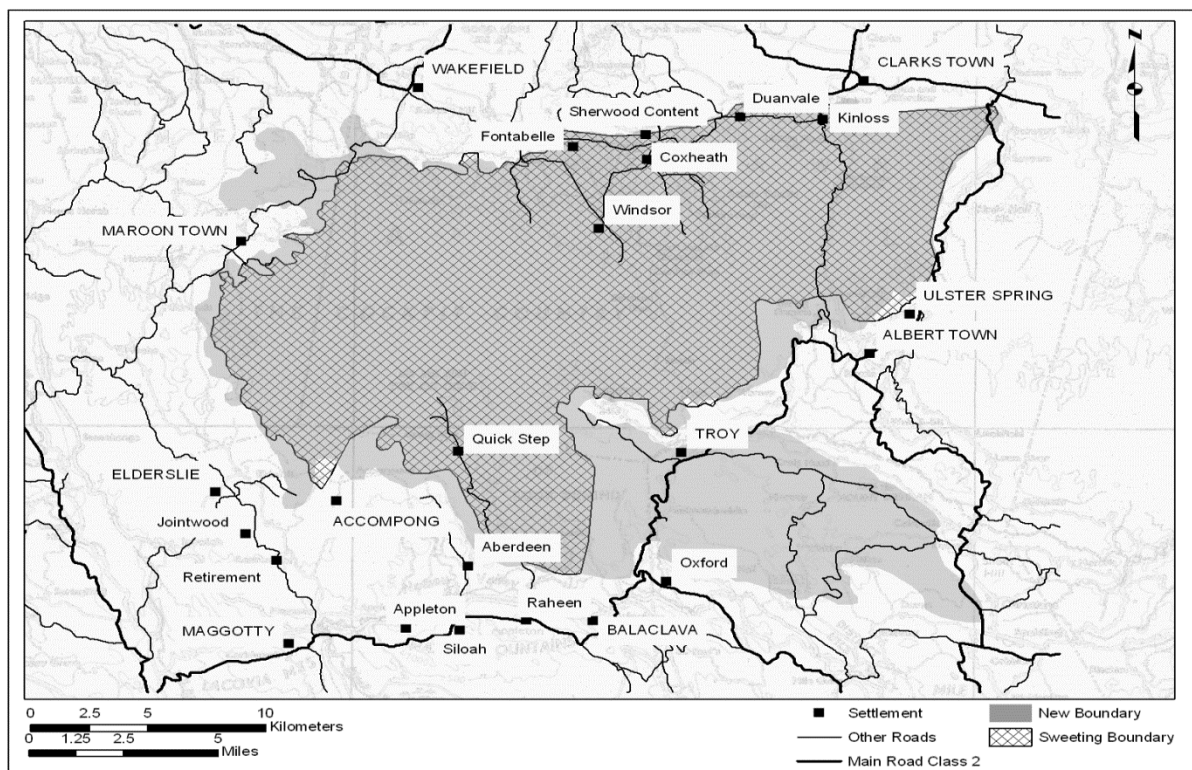 N
WAKEFIELD
CLARKS TOWN
Duanvale
Sherwood Content
Kinloss
Fontabelle
Coxheath
Windsor
MAROON TOWN
ULSTER SPRING
ALBERT TOWN
Quick Step
TROY
ELDERSLIE
Jointwood
ACCOMPONG
Aberdeen
Retirement
Oxford
Appleton
Raheen
MAGGOTTY
Siloah
BALACLAVA
0 2.5 5 10
Kilometers
0 1.25 2.5 5
Miles
Settlement
Other Roads
Main Road Class 2
New Boundary
Sweeting Boundary